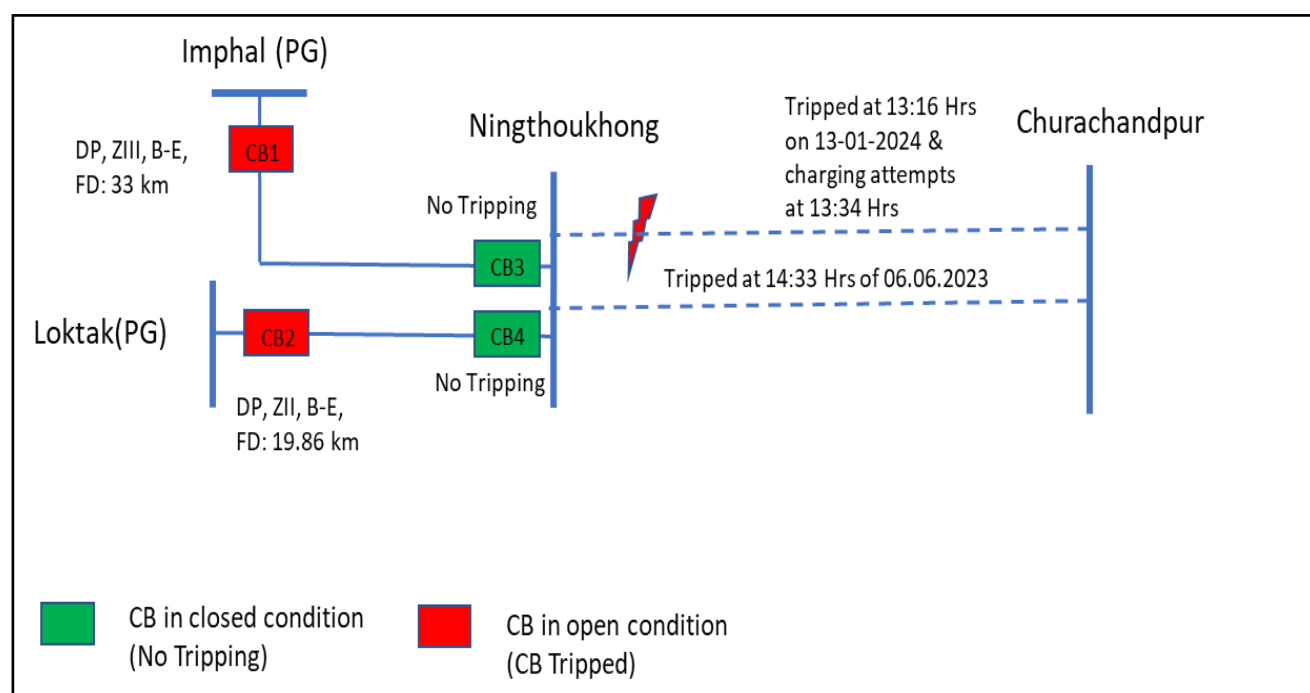 Imphal (PG)
DP, ZIII, B-E,
FD: 33 km
CB1
Ningthoukhong
No Tripping
CB3
Tripped at 13:16 Hrs
on 13-01-2024 &
charging attempts
at 13:34 Hrs
Churachandpur
Tripped at 14:33 Hrs of 06.06.2023
Loktak(PG)
CB2
CB4
No Tripping
DP, ZII, B-E,
FD: 19.86 km
CB in closed condition
(No Tripping)
CB in open condition
(CB Tripped)